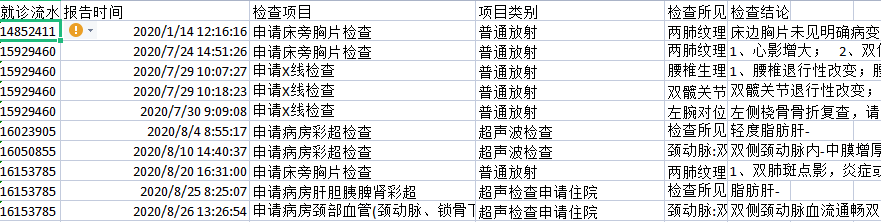 就诊流水 报告时间 检查项目 项目类别 检查所见 检查结论
14852411 2020/1/14 12:16:16 申请床旁胸片检查 普通放射 两肺纹理 床边胸片未见明确病变
15929460 2020/7/24 14:51:26 申请床旁胸片检查 普通放射 两肺纹理 1、心影增大； 2、双
15929460 2020/7/29 10:07:27 申请X线检查 普通放射 腰椎生理 1、腰椎退行性改变；
15929460 2020/7/29 10:18:23 申请X线检查 普通放射 双髋关节 双髋关节退行性改变；
15929460 2020/7/30 9:09:08 申请X线检查 普通放射 左腕对位 左侧桡骨骨折复查，请
16023905 2020/8/4 8:55:17 申请病房彩超检查 超声波检查 检查所见 轻度脂肪肝-
16050855 2020/8/10 14:40:37 申请病房彩超检查 超声波检查 颈动脉:双 双侧颈动脉内-中膜增厚
16153785 2020/8/20 16:31:00 申请床旁胸片检查 普通放射 两肺纹理 1、双肺斑点影，炎症或
16153785 2020/8/25 8:25:07 申请病房肝胆胰脾肾彩超 超声检查申请住院 检查所见 脂肪肝-
16153785 2020/8/26 13:26:54 申请病房颈部血管(颈动脉、锁骨下 超声检查申请住院 颈动脉:双 双侧颈动脉血流通畅双